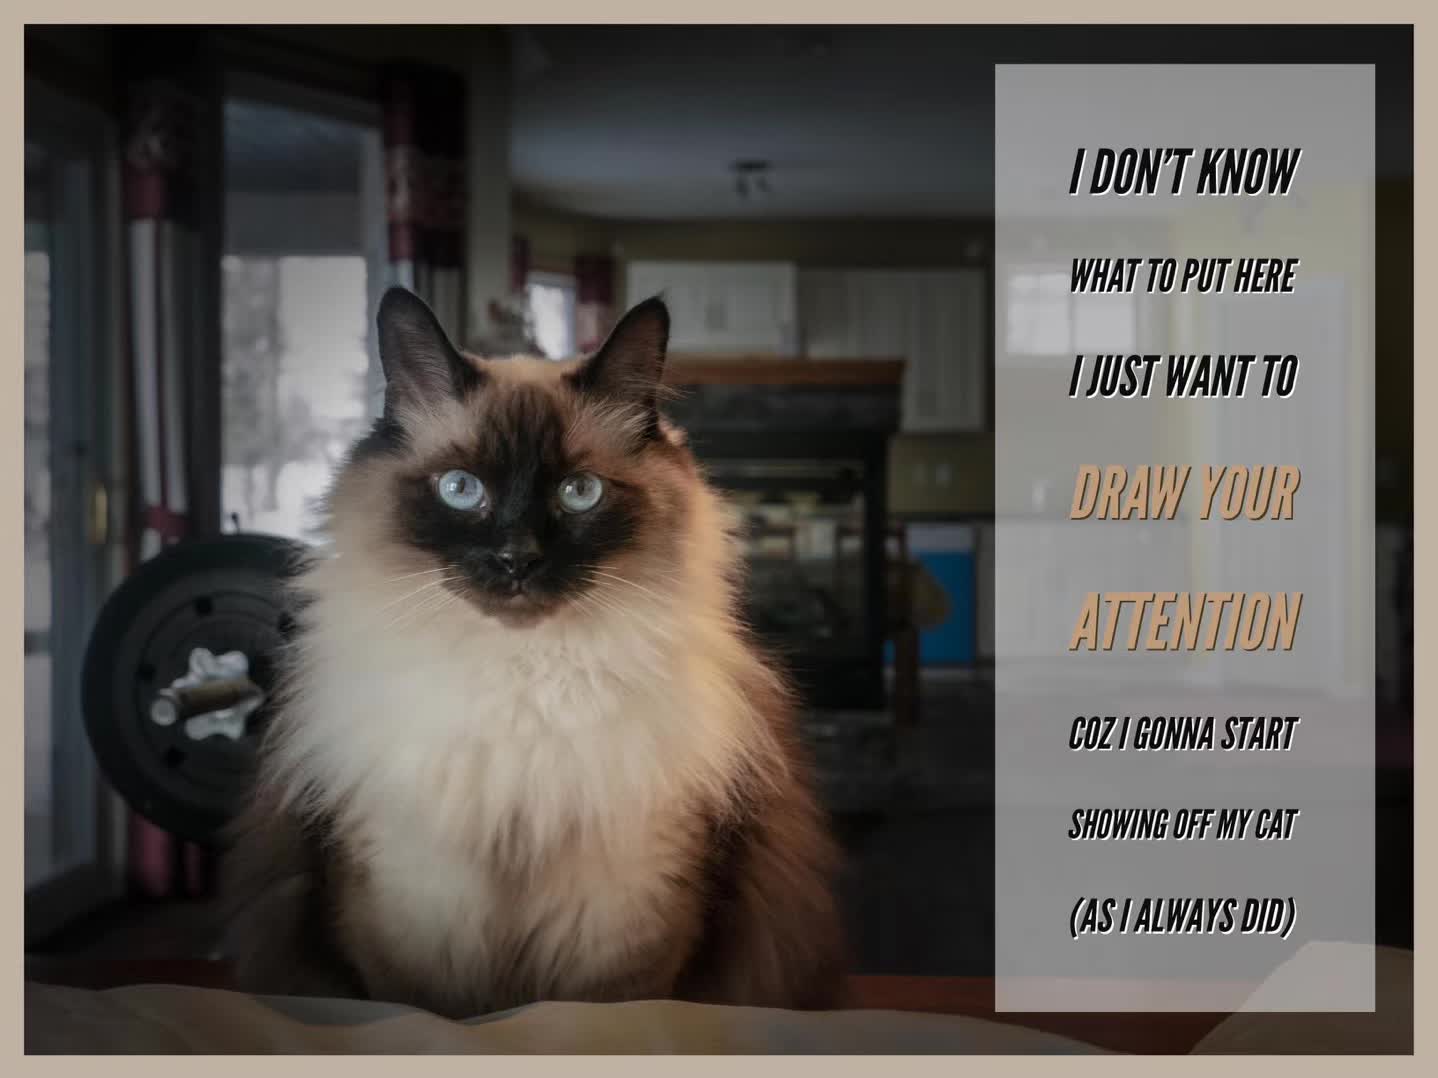 I DON'T KNOW
WHAT TO PUT HERE
I JUST WANT TO
DRAW YOUR
ATTENTION
COZ I GONNA START
SHOWING OFF MY CAT
(AS I ALWAYS DID)